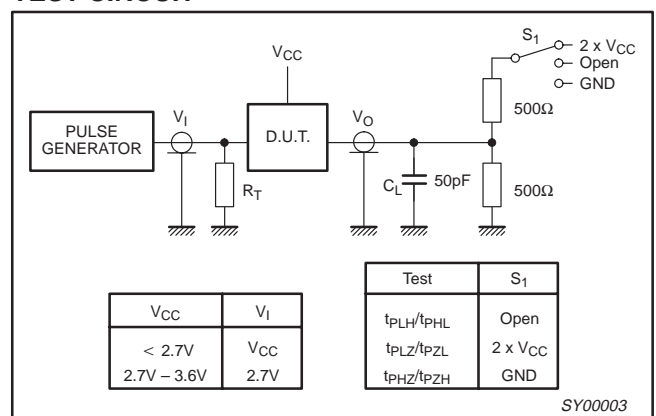 S1
2 x VCC
Open
GND
VCC
500Ω
PULSE
GENERATOR
VI
D.U.T.
VO
RT
CL
50pF
500Ω
VCC VI
< 2.7V VCC
2.7V – 3.6V 2.7V
Test S1
tPLH/tPHL Open
tPLZ/tPZL 2 x VCC
tPHZ/tPZH GND
SY00003